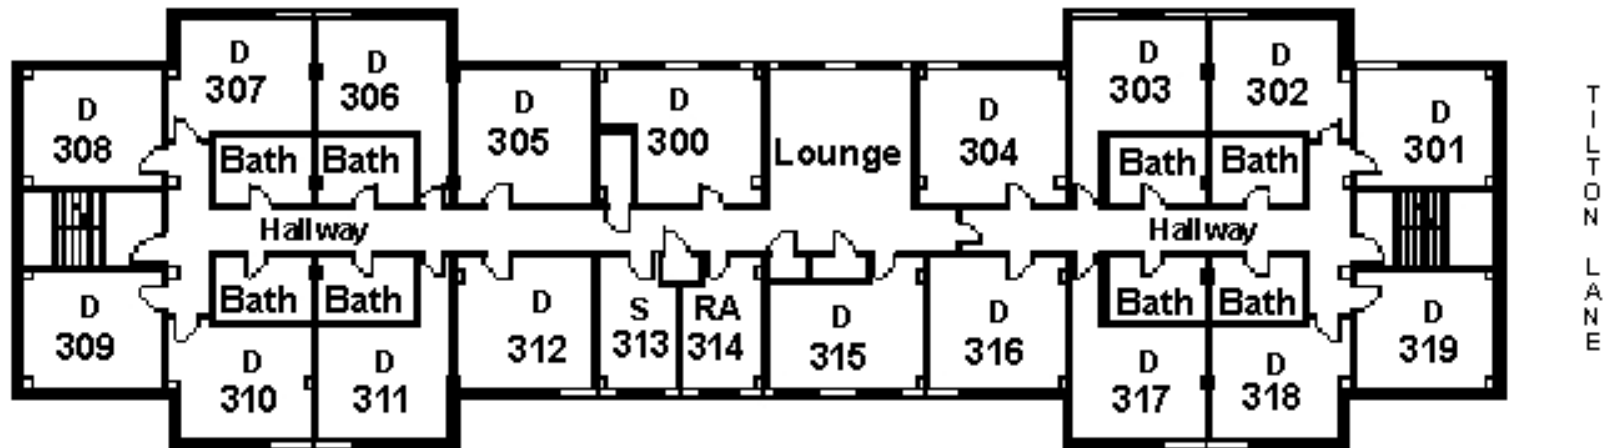 D
307
D
306
D
303
D
302
D
308
D
305
D
300
Lounge
D
304
D
301
Bath
Bath
Bath
Bath
Hallway
Hallway
Bath
Bath
Bath
Bath
D
309
D
310
D
311
D
312
S
313
RA
314
D
315
D
316
D
317
D
318
D
319
TILTON LANE